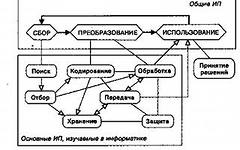 Общие ИП
СБОР ПРЕОБРАЗОВАНИЕ ИСПОЛЬЗОВАНИЕ
Поиск Кодирование Обработка Принятие решений
Отбор Передача
Хранение Защита
Основные ИП, изучаемые в информатике